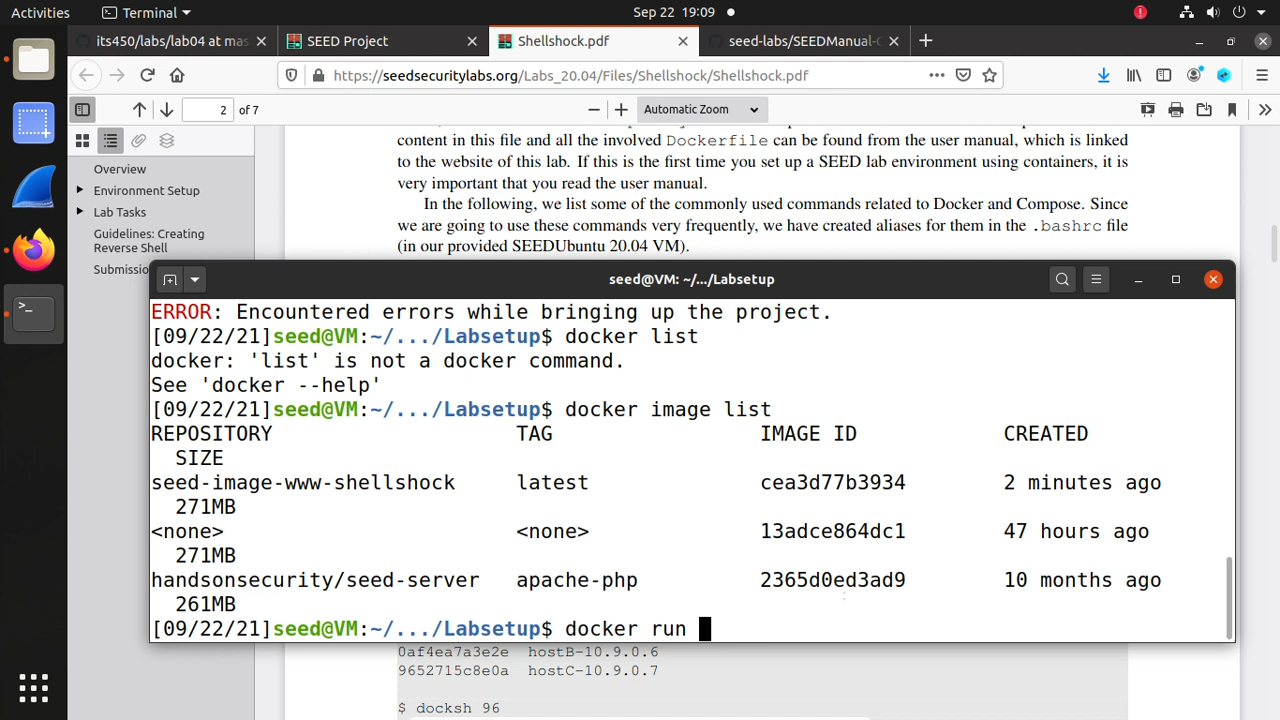 Activities
Terminal
Sep 22 19:09
its450/labs/lab04 at mas
SEED Project
Shellshock.pdf
seed-labs/SEEDManual-C
https://seedsecuritylabs.org/Labs_20.04/Files/Shellshock/Shellshock.pdf
2 of 7
Automatic Zoom
Overview
Environment Setup
Lab Tasks
Guidelines: Creating
Reverse Shell
Submissio
content in this file and all the involved Dockerfile can be found from the user manual, which is linked
to the website of this lab. If this is the first time you set up a SEED lab environment using containers, it is
very important that you read the user manual.
In the following, we list some of the commonly used commands related to Docker and Compose. Since
we are going to use these commands very frequently, we have created aliases for them in the .bashrc file
(in our provided SEEDUbuntu 20.04 VM).
seed@VM: ~/.../Labsetup
ERROR: Encountered errors while bringing up the project.
[09/22/21]seed@VM:~/.../Labsetup$ docker list
docker: 'list' is not a docker command.
See 'docker --help'
[09/22/21]seed@VM:~/.../Labsetup$ docker image list
REPOSITORY TAG IMAGE ID CREATED
SIZE
seed-image-www-shellshock latest cea3d77b3934 2 minutes ago
271MB
<none> <none> 13adce864dc1 47 hours ago
271MB
handsonsecurity/seed-server apache-php 2365d0ed3ad9 10 months ago
261MB
[09/22/21]seed@VM:~/.../Labsetup$ docker run
0af4ea7a3e2e hostB-10.9.0.6
9652715c8e0a hostC-10.9.0.7
$ docksh 96